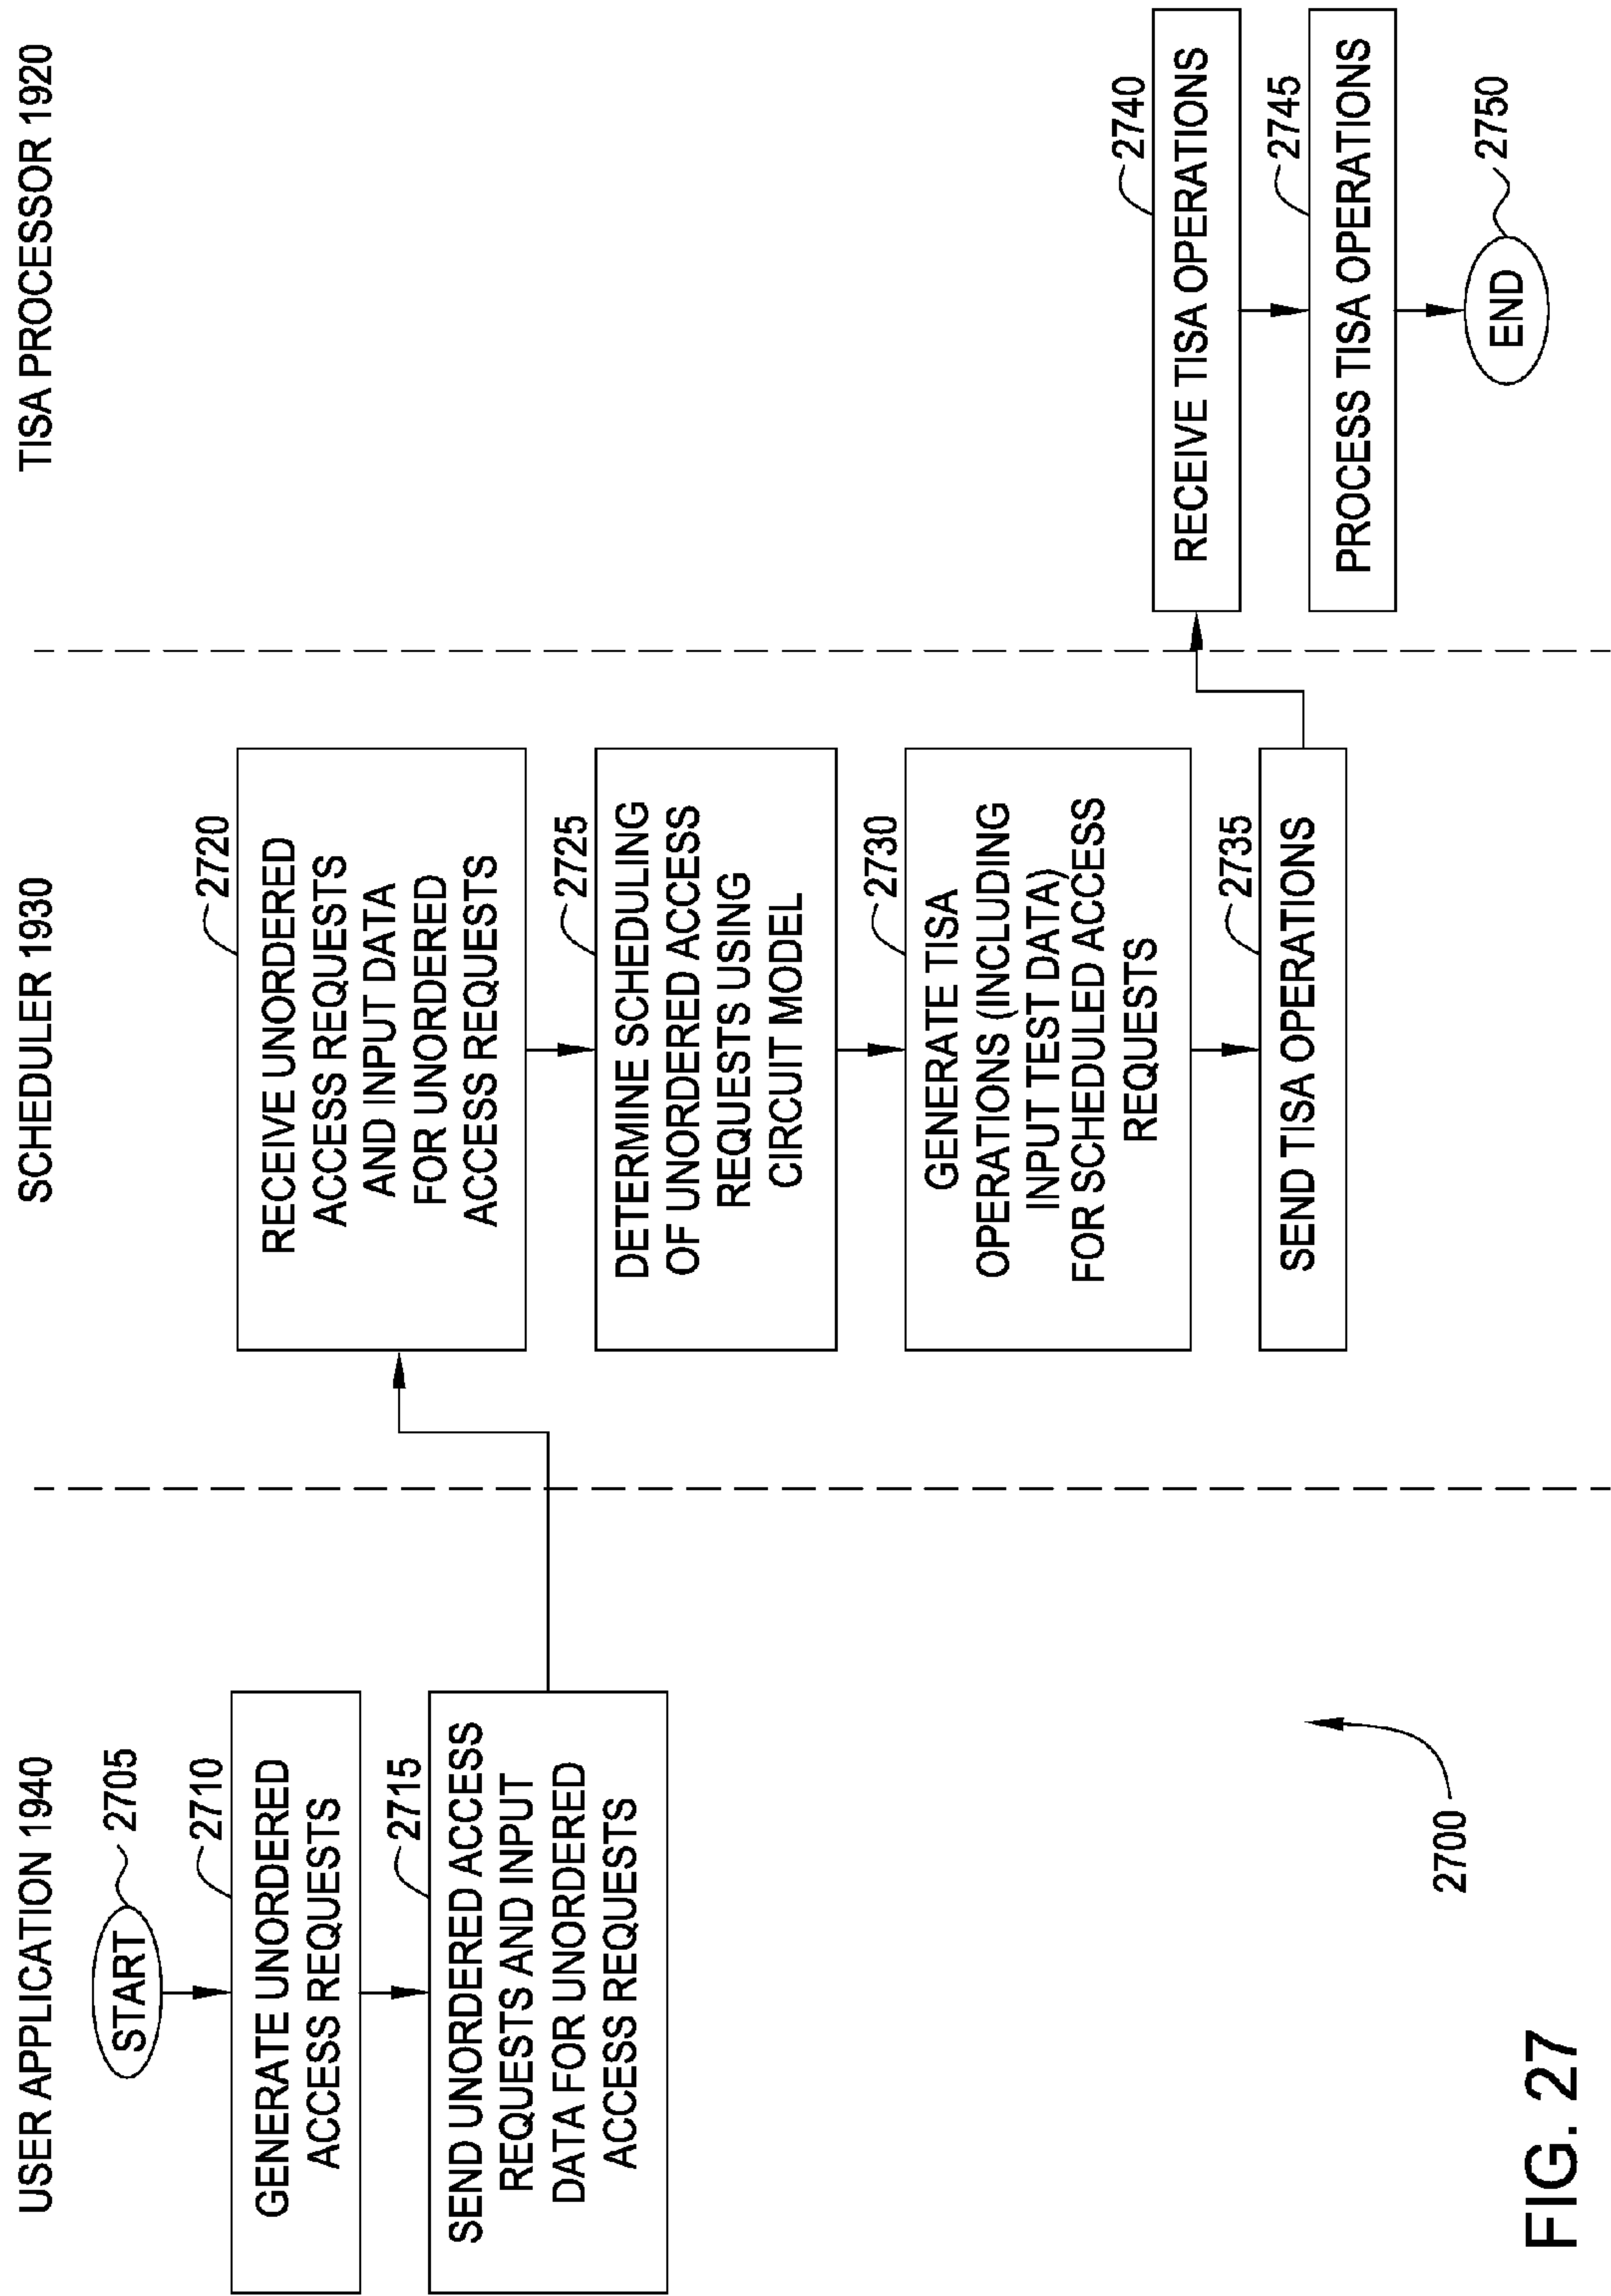 USER APPLICATION 1940
START
2705
2710
GENERATE UNORDERED
ACCESS REQUESTS
2715
SEND UNORDERED ACCESS
REQUESTS AND INPUT
DATA FOR UNORDERED
ACCESS REQUESTS
SCHEDULER 1930
2720
RECEIVE UNORDERED
ACCESS REQUESTS
AND INPUT DATA
FOR UNORDERED
ACCESS REQUESTS
2725
DETERMINE SCHEDULING
OF UNORDERED ACCESS
REQUESTS USING
CIRCUIT MODEL
2730
GENERATE TISA
OPERATIONS (INCLUDING
INPUT TEST DATA)
FOR SCHEDULED ACCESS
REQUESTS
2735
SEND TISA OPERATIONS
TISA PROCESSOR 1920
2740
RECEIVE TISA OPERATIONS
2745
PROCESS TISA OPERATIONS
END
2750
2700
FIG. 27